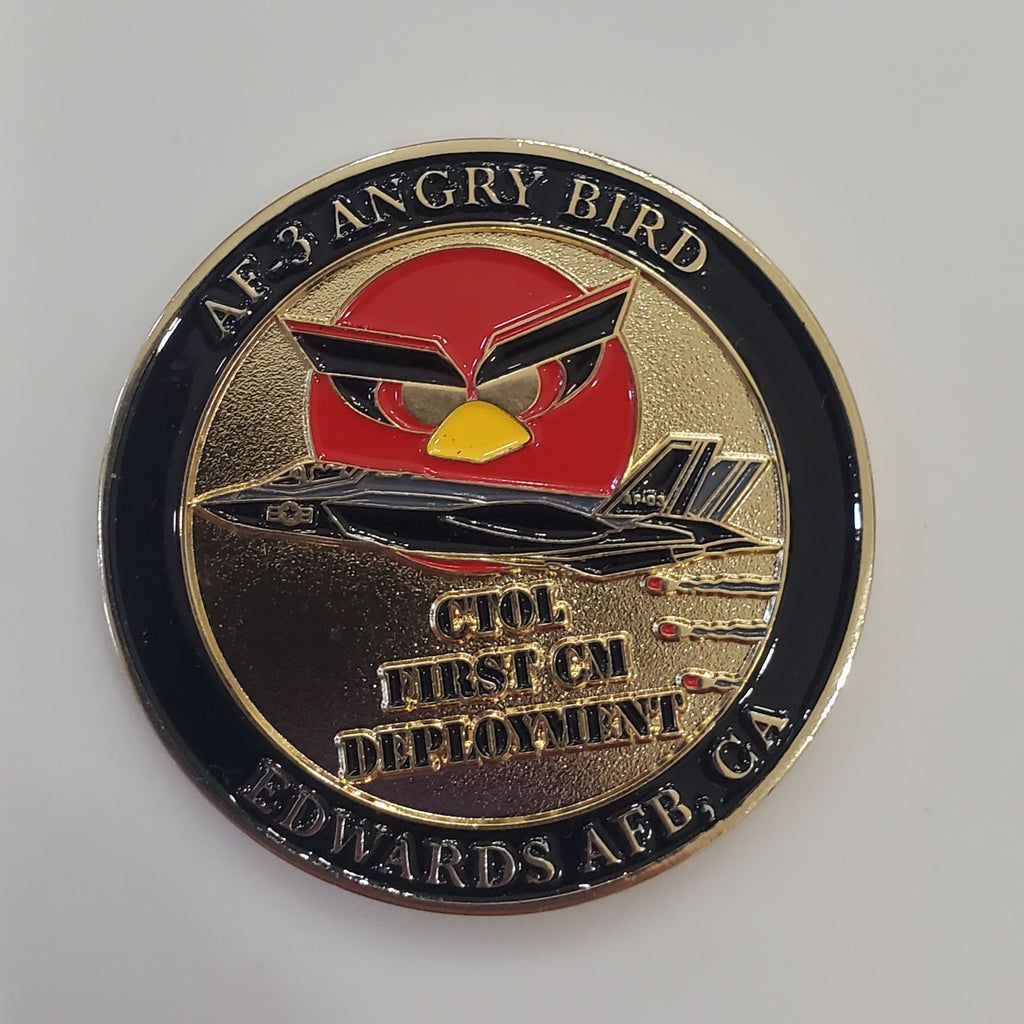 AF-3 ANGRY BIRD
CTOL
FIRST CM
DEPLOYMENT
EDWARDS AFB, CA